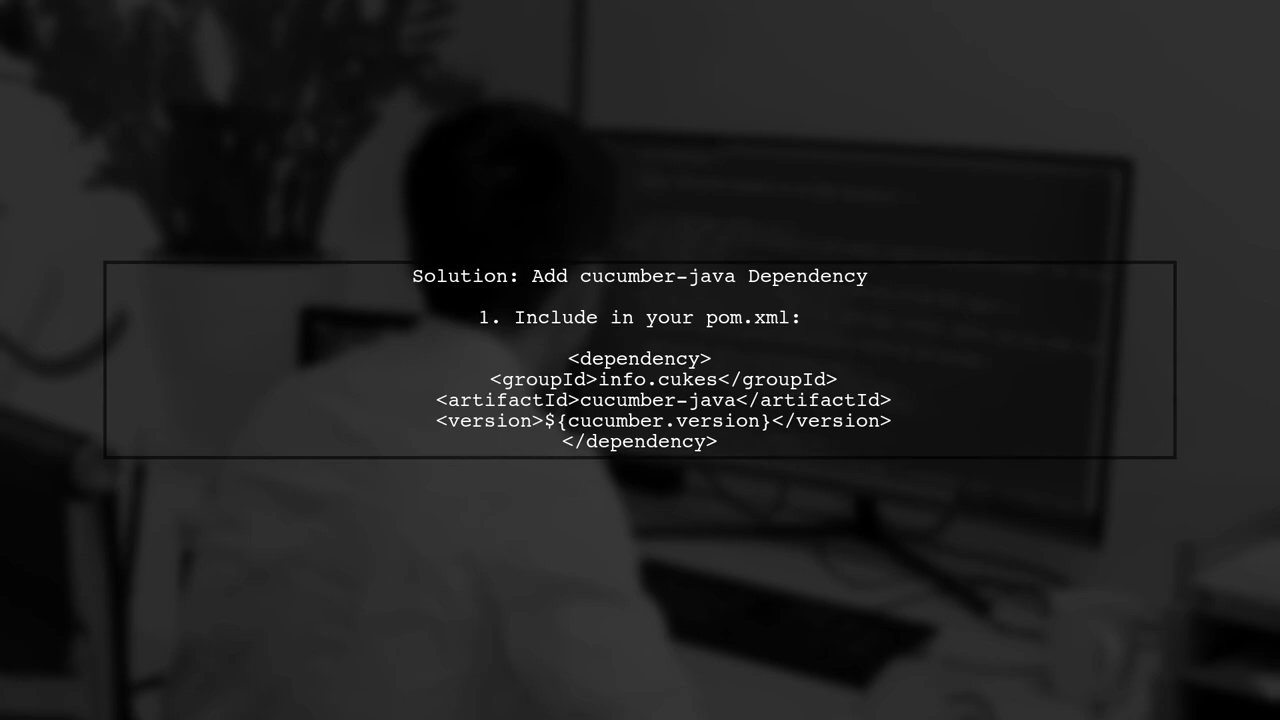 Solution: Add cucumber-java Dependency
1. Include in your pom.xml:
<dependency>
<groupId>info.cukes</groupId>
<artifactId>cucumber-java</artifactId>
<version>${cucumber.version}</version>
</dependency>